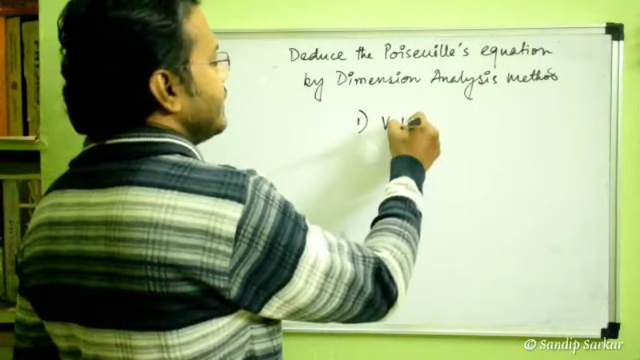 Deduce the Poiseuille's equation
by Dimension Analysis method
1) V
© Sandip Sarkar